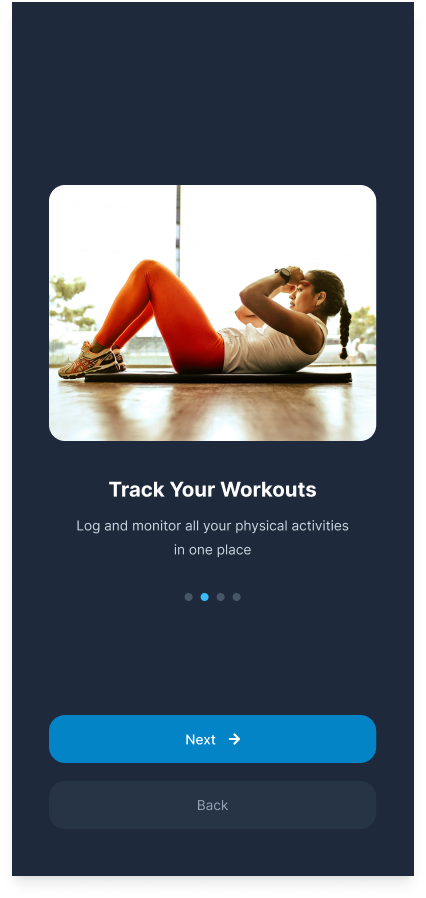 Track Your Workouts
Log and monitor all your physical activities
in one place
Next
Back